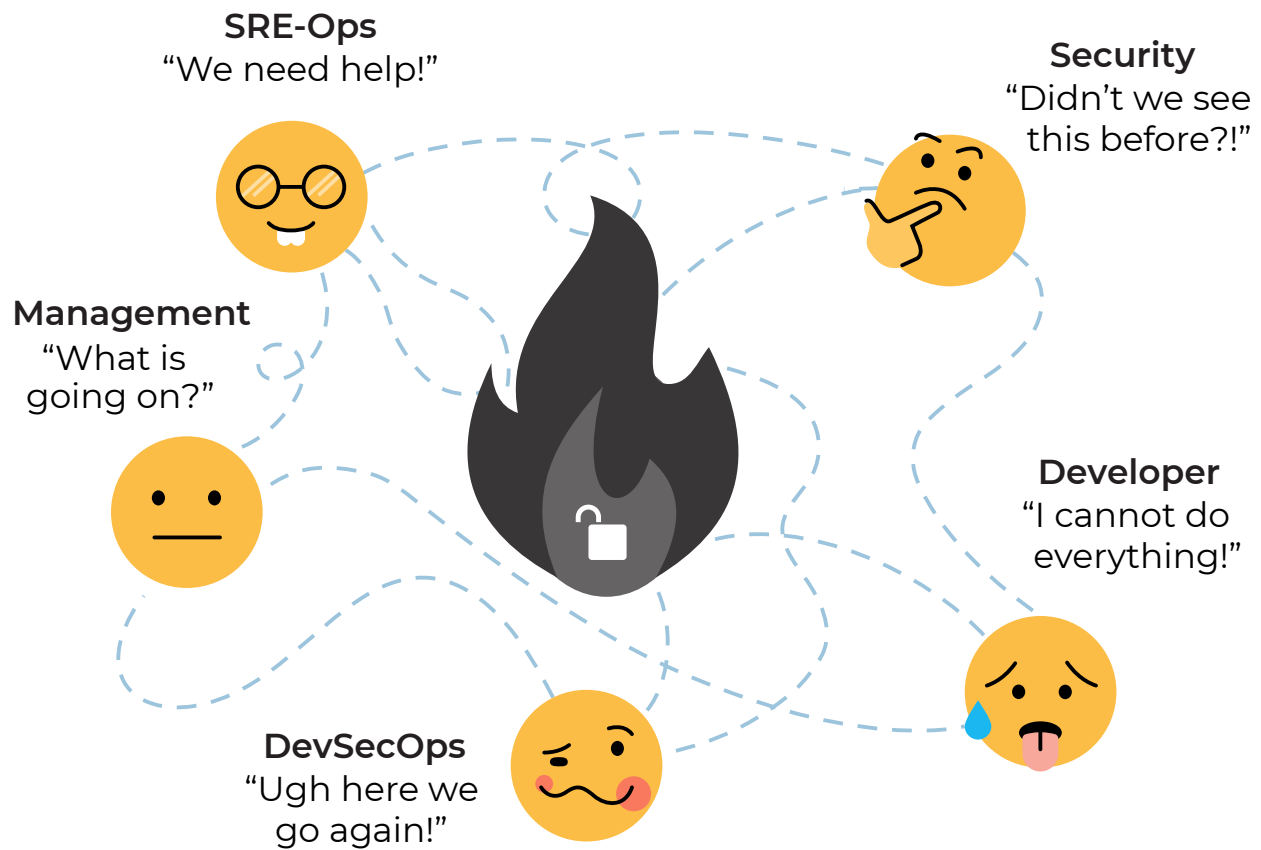 SRE-Ops
“We need help!”
Security
“Didn’t we see
this before?!”
Management
“What is
going on?”
Developer
“I cannot do
everything!”
DevSecOps
“Ugh here we
go again!”